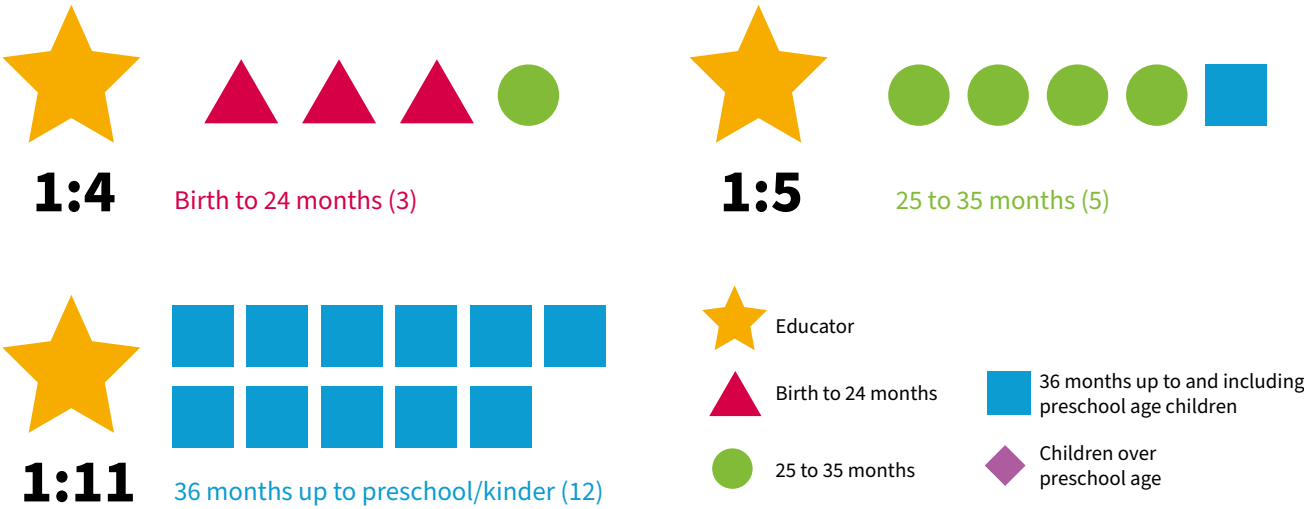 1:4
Birth to 24 months (3)
1:5
25 to 35 months (5)
1:11
36 months up to preschool/kinder (12)
Educator
Birth to 24 months
25 to 35 months
36 months up to and including
preschool age children
Children over
preschool age